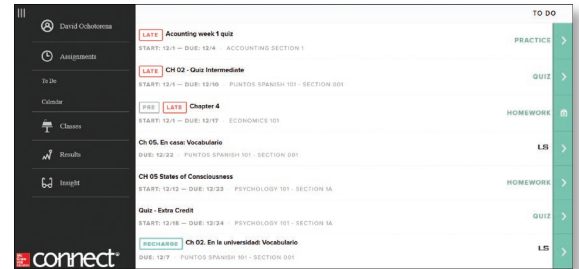 TO DO
David Ochotorena
Assignments
To Do
Calendar
Classes
Results
Insight
Mc Graw Hill Education
connect®
LATE Acounting week 1 quiz
START: 12/1 — DUE: 12/4 · ACCOUNTING SECTION 1
PRACTICE
LATE CH 02 - Quiz Intermediate
START: 12/1 — DUE: 12/10 · PUNTOS SPANISH 101 - SECTION 001
QUIZ
PRE LATE Chapter 4
START: 12/1 — DUE: 12/17 · ECONOMICS 101
HOMEWORK
Ch 05. En casa: Vocabulario
DUE: 12/22 · PUNTOS SPANISH 101 - SECTION 001
LS
CH 05 States of Consciousness
START: 12/12 — DUE: 12/23 · PSYCHOLOGY 101 - SECTION 1A
HOMEWORK
Quiz - Extra Credit
START: 12/18 — DUE: 12/24 · PSYCHOLOGY 101 - SECTION 1A
QUIZ
RECHARGE Ch 02. En la universidad: Vocabulario
DUE: 12/7 · PUNTOS SPANISH 101 - SECTION 001
LS